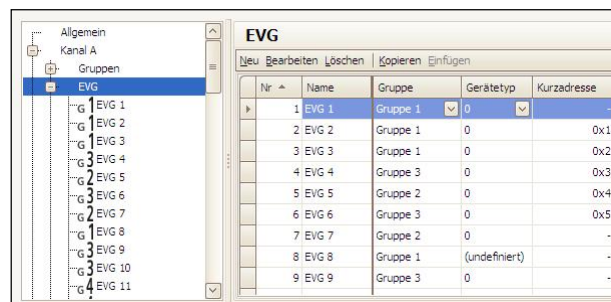 Allgemein
Kanal A
Gruppen
EVG
G 1 EVG 1
G 1 EVG 2
G 1 EVG 3
G 3 EVG 4
G 2 EVG 5
G 3 EVG 6
G 2 EVG 7
G 1 EVG 8
G 3 EVG 9
G 3 EVG 10
G 4 EVG 11
EVG
Neu Bearbeiten Löschen Kopieren Einfügen
Nr Name Gruppe Gerätetyp Kurzadresse
1 EVG 1 Gruppe 1 0 -
2 EVG 2 Gruppe 1 0 0x1
3 EVG 3 Gruppe 1 0 0x2
4 EVG 4 Gruppe 3 0 0x3
5 EVG 5 Gruppe 2 0 0x4
6 EVG 6 Gruppe 3 0 0x5
7 EVG 7 Gruppe 2 0 -
8 EVG 8 Gruppe 1 (undefiniert) -
9 EVG 9 Gruppe 3 0 -